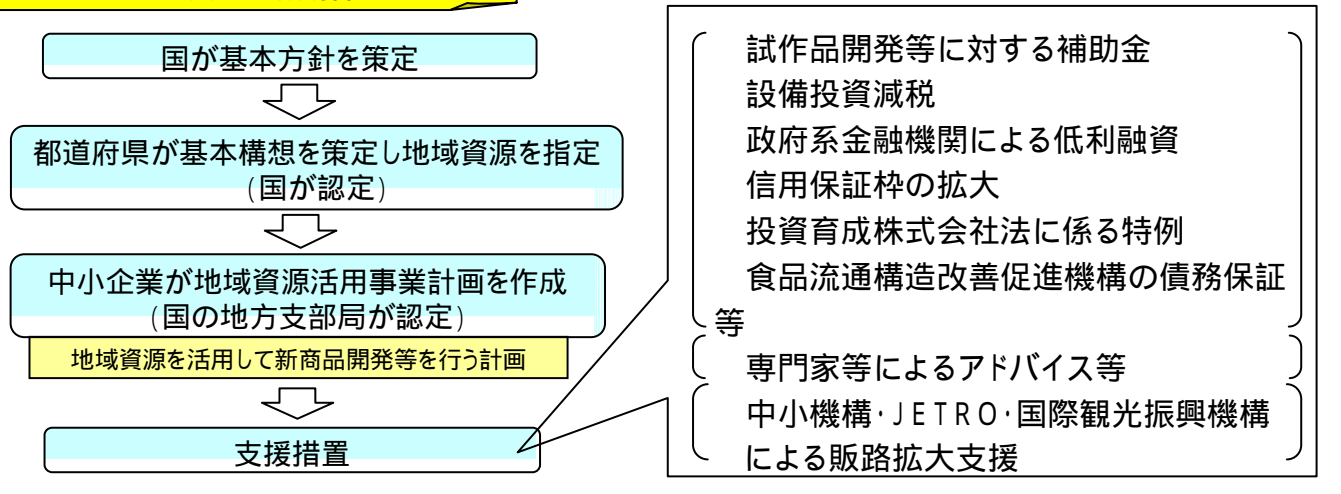 国が基本方針を策定
都道府県が基本構想を策定し地域資源を指定
(国が認定)
中小企業が地域資源活用事業計画を作成
(国の地方支部局が認定)
地域資源を活用して新商品開発等を行う計画
支援措置
試作品開発等に対する補助金
設備投資減税
政府系金融機関による低利融資
信用保証枠の拡大
投資育成株式会社法に係る特例
食品流通構造改善促進機構の債務保証
等
専門家等によるアドバイス等
中小機構・JETRO・国際観光振興機構
による販路拡大支援